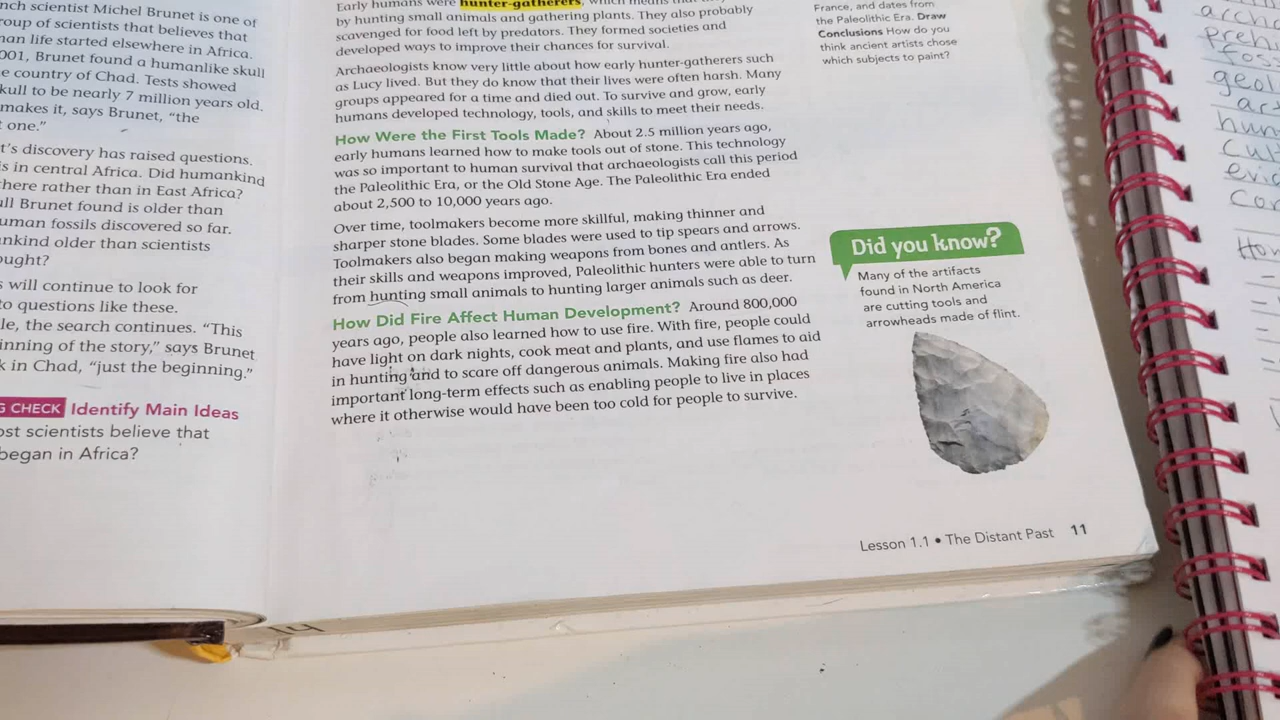 nch scientist Michel Brunet is one of
roup of scientists that believes that
man life started elsewhere in Africa.
001, Brunet found a humanlike skull
e country of Chad. Tests showed
kull to be nearly 7 million years old.
makes it, says Brunet, "the
t one."
t's discovery has raised questions.
is in central Africa. Did humankind
there rather than in East Africa?
ull Brunet found is older than
uman fossils discovered so far.
ankind older than scientists
ought?
s will continue to look for
to questions like these.
le, the search continues. "This
inning of the story," says Brunet
k in Chad, "just the beginning."
G CHECK Identify Main Ideas
ost scientists believe that
began in Africa?
Early humans were hunter-gatherers, which means that they
by hunting small animals and gathering plants. They also probably
scavenged for food left by predators. They formed societies and
developed ways to improve their chances for survival.
Archaeologists know very little about how early hunter-gatherers such
as Lucy lived. But they do know that their lives were often harsh. Many
groups appeared for a time and died out. To survive and grow, early
humans developed technology, tools, and skills to meet their needs.
How Were the First Tools Made? About 2.5 million years ago,
early humans learned how to make tools out of stone. This technology
was so important to human survival that archaeologists call this period
the Paleolithic Era, or the Old Stone Age. The Paleolithic Era ended
about 2,500 to 10,000 years ago.
Over time, toolmakers become more skillful, making thinner and
sharper stone blades. Some blades were used to tip spears and arrows.
Toolmakers also began making weapons from bones and antlers. As
their skills and weapons improved, Paleolithic hunters were able to turn
from hunting small animals to hunting larger animals such as deer.
How Did Fire Affect Human Development? Around 800,000
years ago, people also learned how to use fire. With fire, people could
have light on dark nights, cook meat and plants, and use flames to aid
in hunting and to scare off dangerous animals. Making fire also had
important long-term effects such as enabling people to live in places
where it otherwise would have been too cold for people to survive.
France, and dates from
the Paleolithic Era. Draw
Conclusions How do you
think ancient artists chose
which subjects to paint?
Did you know?
Many of the artifacts
found in North America
are cutting tools and
arrowheads made of flint.
Lesson 1.1 • The Distant Past 11
14
archa
preh
foss
geol
art
hun
cul
evid
con
How